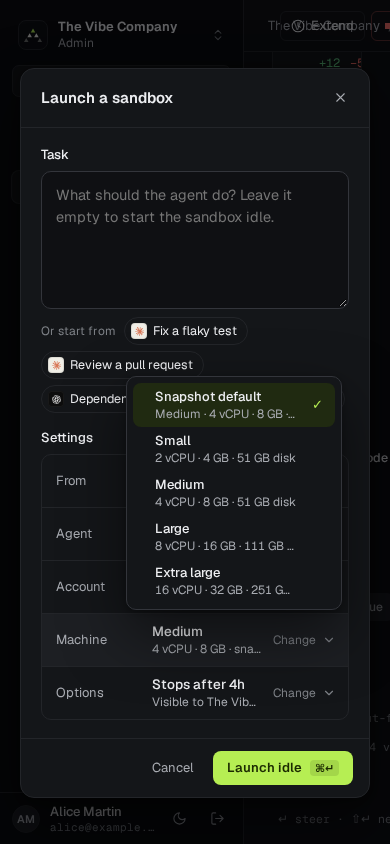 The Vibe Company
Admin
Extend
+12
Launch a sandbox
Task
What should the agent do? Leave it
empty to start the sandbox idle.
Or start from
Fix a flaky test
Review a pull request
Snapshot default
Medium · 4 vCPU · 8 GB ·…
Small
2 vCPU · 4 GB · 51 GB disk
Medium
4 vCPU · 8 GB · 51 GB disk
Large
8 vCPU · 16 GB · 111 GB …
Extra large
16 vCPU · 32 GB · 251 G…
Settings
From
Agent
Account
Machine
Medium
4 vCPU · 8 GB · sna…
Change
Options
Stops after 4h
Visible to The Vib…
Change
Cancel
Launch idle ⌘↵
AM
Alice Martin
alice@example.…
↵ steer · ⇧↵